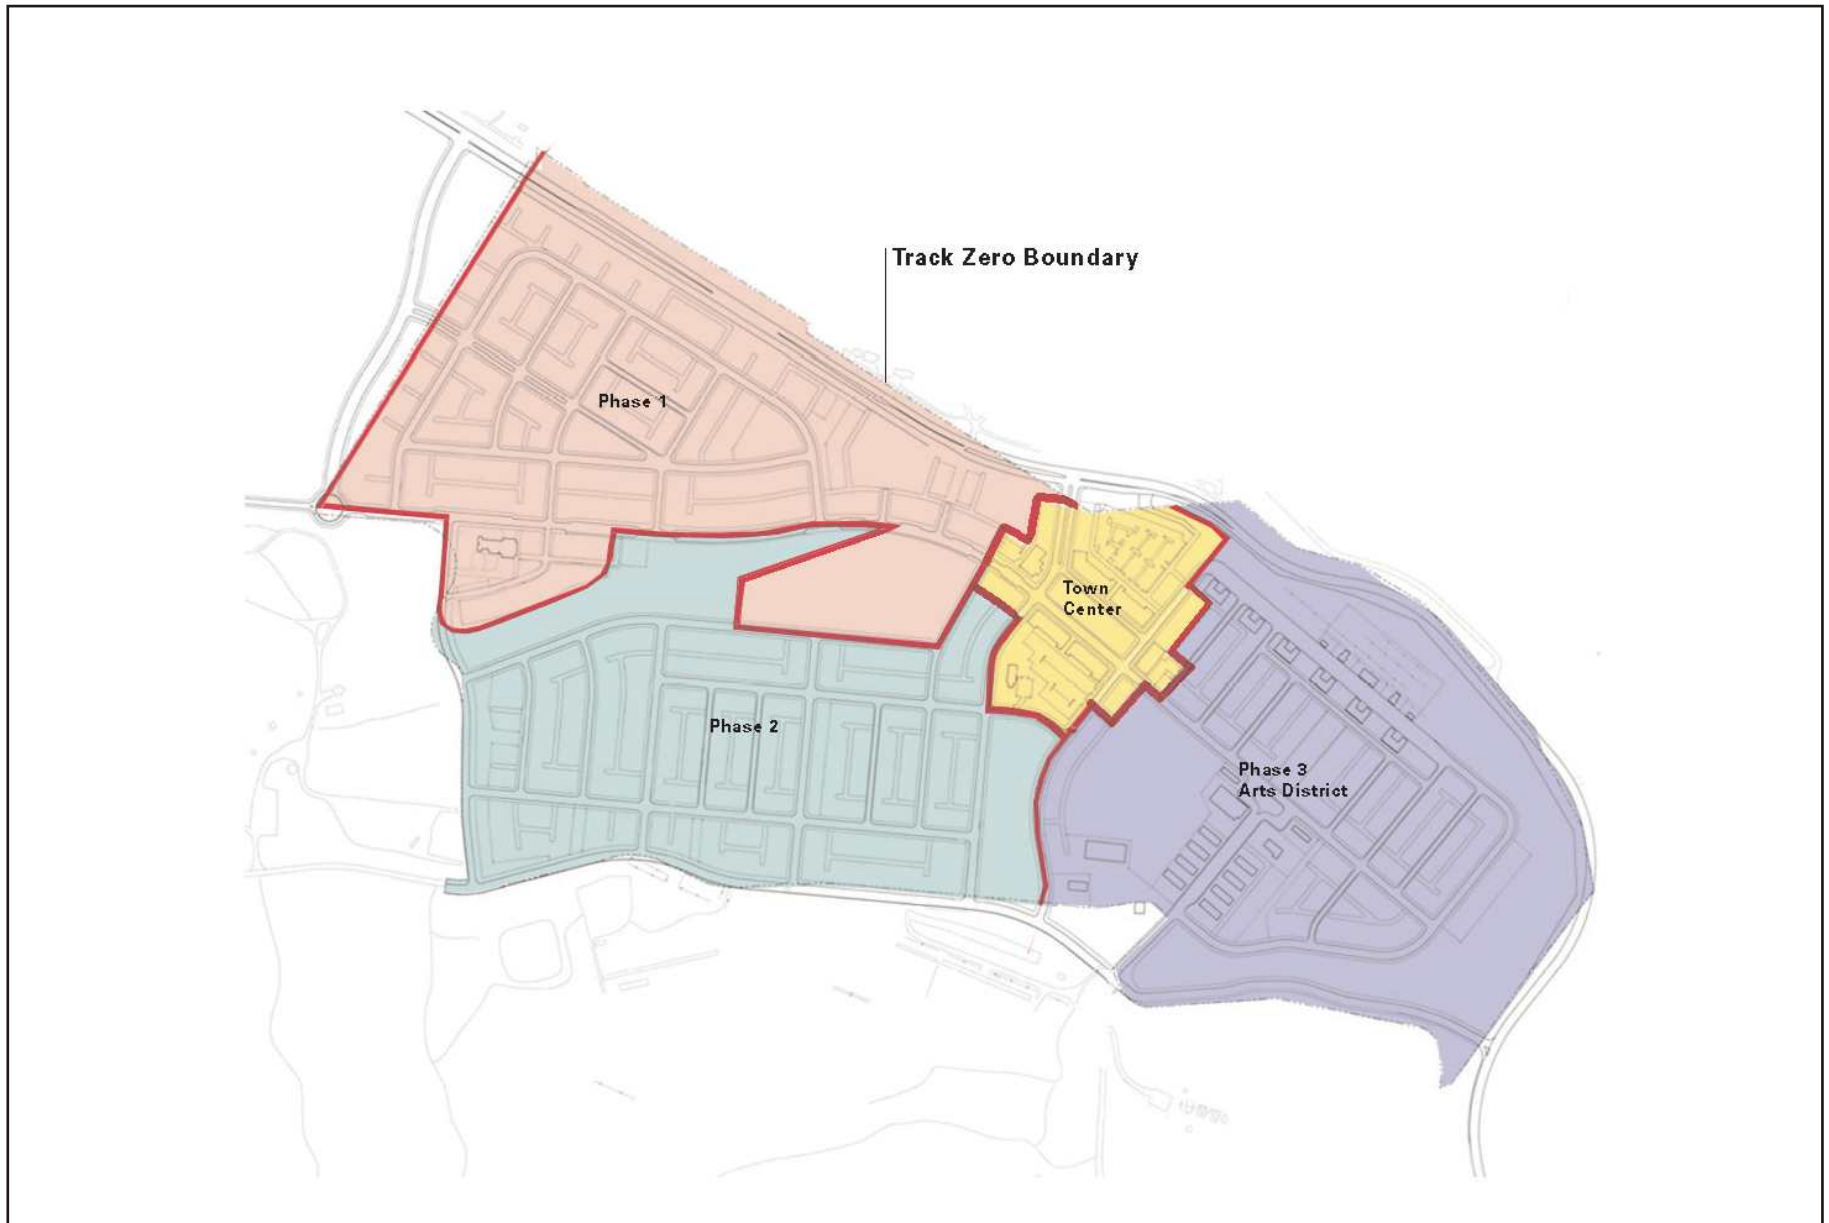 Track Zero Boundary
Phase 1
Town
Center
Phase 2
Phase 3
Arts District